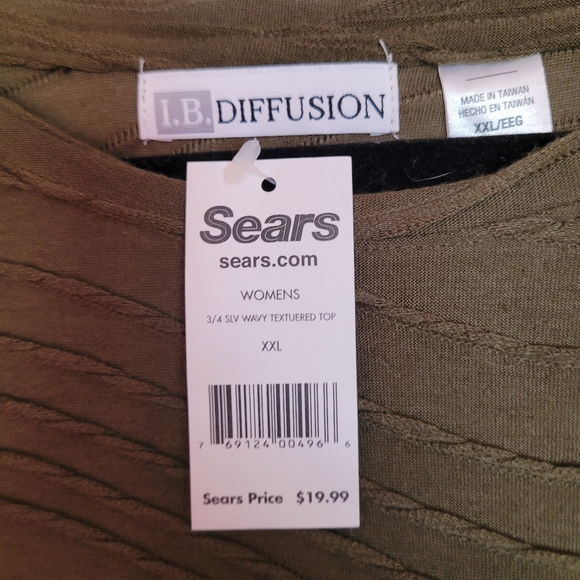 I.B. DIFFUSION
MADE IN TAIWAN
HECHO EN TAIWÁN
XXL/EEG
Sears
sears.com
WOMENS
3/4 SLV WAVY TEXTUERED TOP
XXL
7 69124 00496 6
Sears Price $19.99